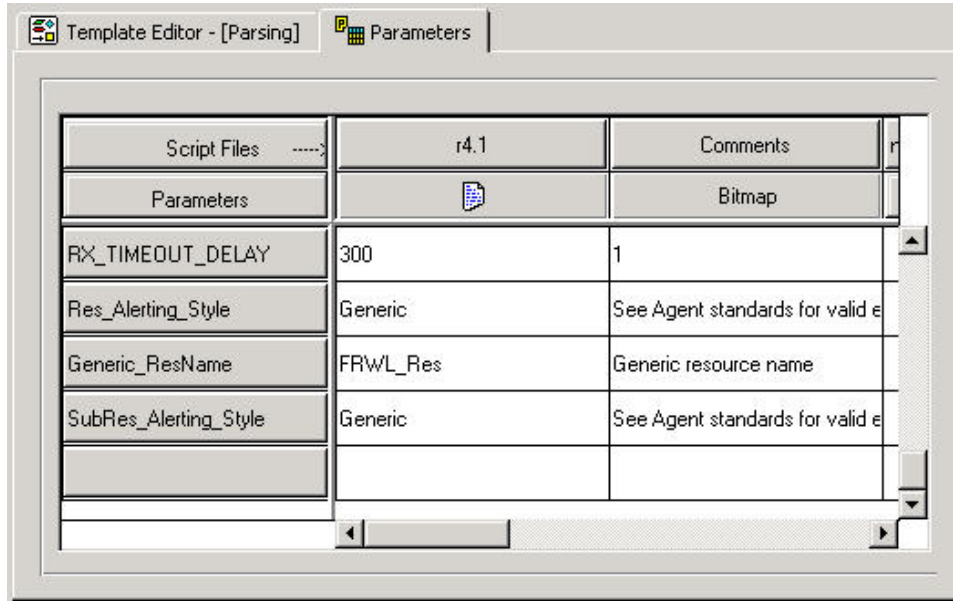 Template Editor - [Parsing] Parameters
Script Files ----> r4.1 Comments
Parameters Bitmap
RX_TIMEOUT_DELAY 300 1
Res_Alerting_Style Generic See Agent standards for valid e
Generic_ResName FRWL_Res Generic resource name
SubRes_Alerting_Style Generic See Agent standards for valid e